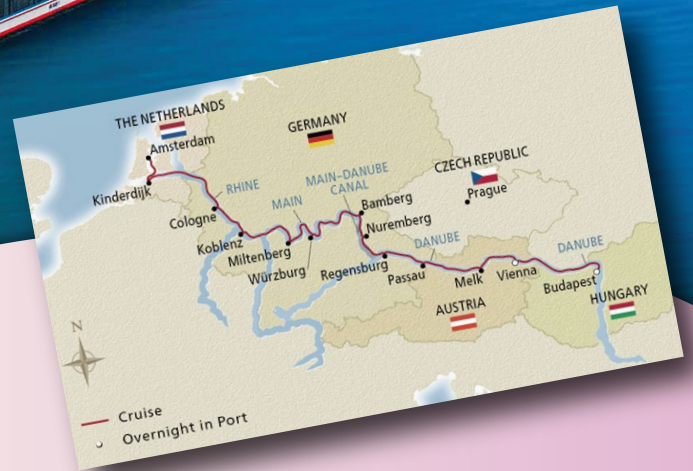 THE NETHERLANDS
Amsterdam
Kinderdijk
GERMANY
RHINE
Cologne
Koblenz
MAIN
Miltenberg
Würzburg
MAIN–DANUBE
CANAL
Bamberg
Nuremberg
Regensburg
CZECH REPUBLIC
Prague
DANUBE
Passau
Melk
Vienna
AUSTRIA
DANUBE
Budapest
HUNGARY
N
Cruise
Overnight in Port